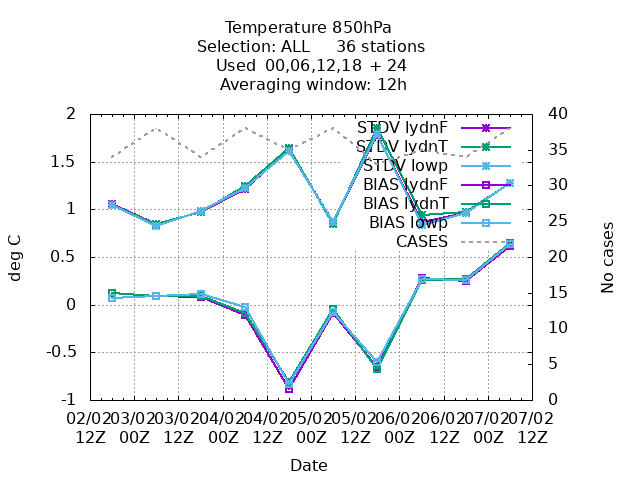 Temperature 850hPa
Selection: ALL 36 stations
Used 00,06,12,18 + 24
Averaging window: 12h
2
1.5
1
0.5
0
-0.5
-1
deg C
40
35
30
25
20
15
10
5
0
No cases
STDV lydnF
STDV lydnT
STDV lowp
BIAS lydnF
BIAS lydnT
BIAS lowp
CASES
02/02 03/02 03/02 04/02 04/02 05/02 05/02 06/02 06/02 07/02 07/02
12Z 00Z 12Z 00Z 12Z 00Z 12Z 00Z 12Z 00Z 12Z
Date